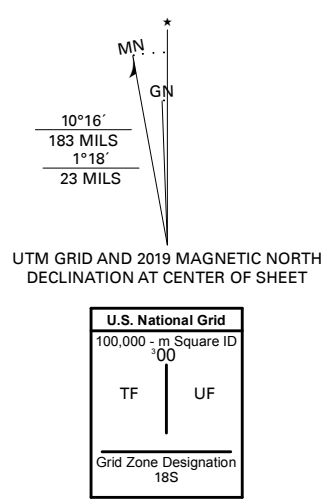 ★
MN
GN
10°16´
183 MILS
1°18´
23 MILS
UTM GRID AND 2019 MAGNETIC NORTH
DECLINATION AT CENTER OF SHEET
U.S. National Grid
100,000 - m Square ID
³00
TF UF
Grid Zone Designation
18S